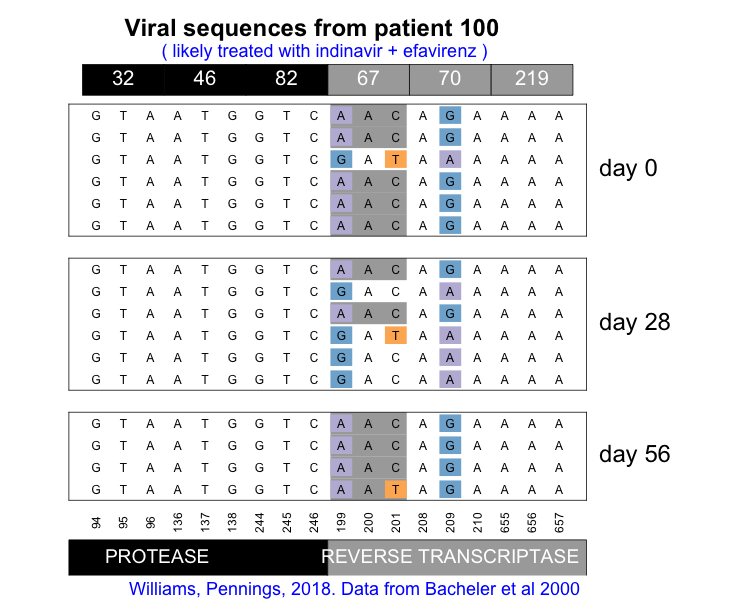 Viral sequences from patient 100
( likely treated with indinavir + efavirenz )
32 46 82 67 70 219
G T A A T G G T C A A C A G A A A A
G T A A T G G T C A A C A G A A A A
G T A A T G G T C G A T A A A A A A
G T A A T G G T C A A C A G A A A A
G T A A T G G T C A A C A G A A A A
G T A A T G G T C A A C A G A A A A
day 0
G T A A T G G T C A A C A G A A A A
G T A A T G G T C G A C A A A A A A
G T A A T G G T C A A C A G A A A A
G T A A T G G T C G A T A A A A A A
G T A A T G G T C G A C A A A A A A
G T A A T G G T C G A C A A A A A A
day 28
G T A A T G G T C A A C A G A A A A
G T A A T G G T C A A C A G A A A A
G T A A T G G T C A A C A G A A A A
G T A A T G G T C A A T A G A A A A
day 56
94 95 96 136 137 138 244 245 246 199 200 201 208 209 210 655 656 657
PROTEASE REVERSE TRANSCRIPTASE
Williams, Pennings, 2018. Data from Bacheler et al 2000